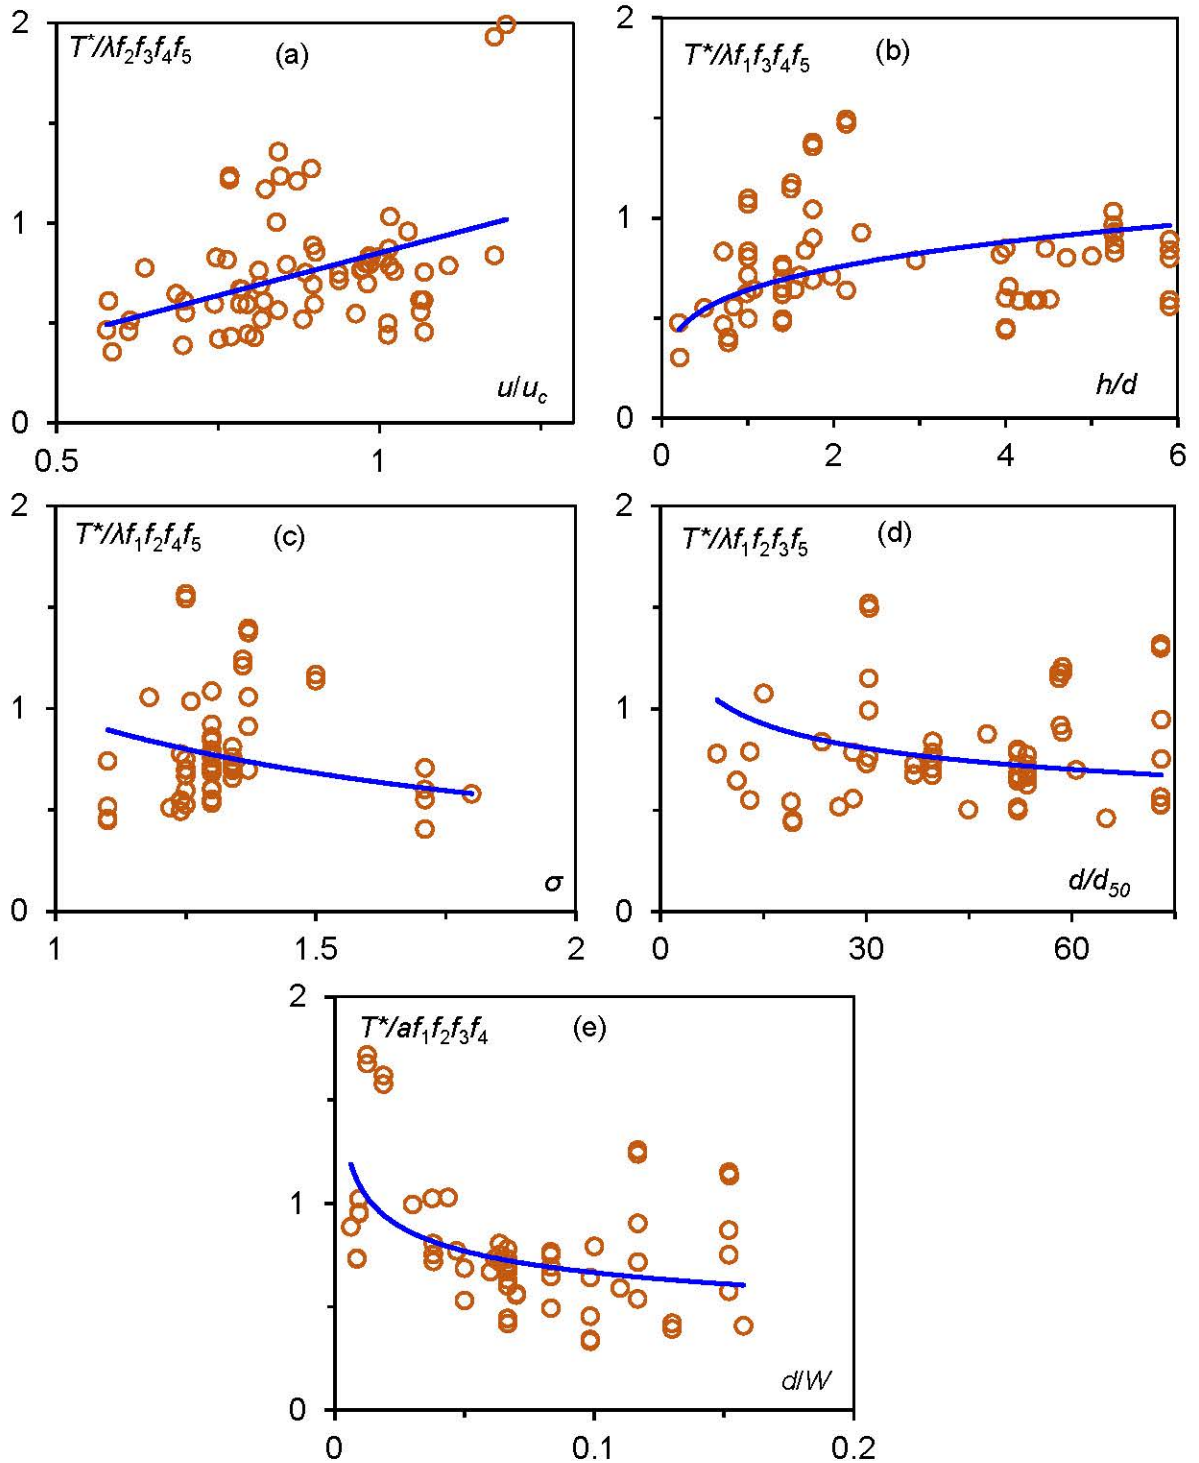 2
T*/λf₂f₃f₄f₅ (a)
1
0
0.5 1
u/u_c
2
T*/λf₁f₃f₄f₅ (b)
1
0
0 2 4 6
h/d
2
T*/λf₁f₂f₄f₅ (c)
1
0
1 1.5 2
σ
2
T*/λf₁f₂f₃f₅ (d)
1
0
0 30 60
d/d₅₀
2
T*/af₁f₂f₃f₄ (e)
1
0
0 0.1 0.2
d/W